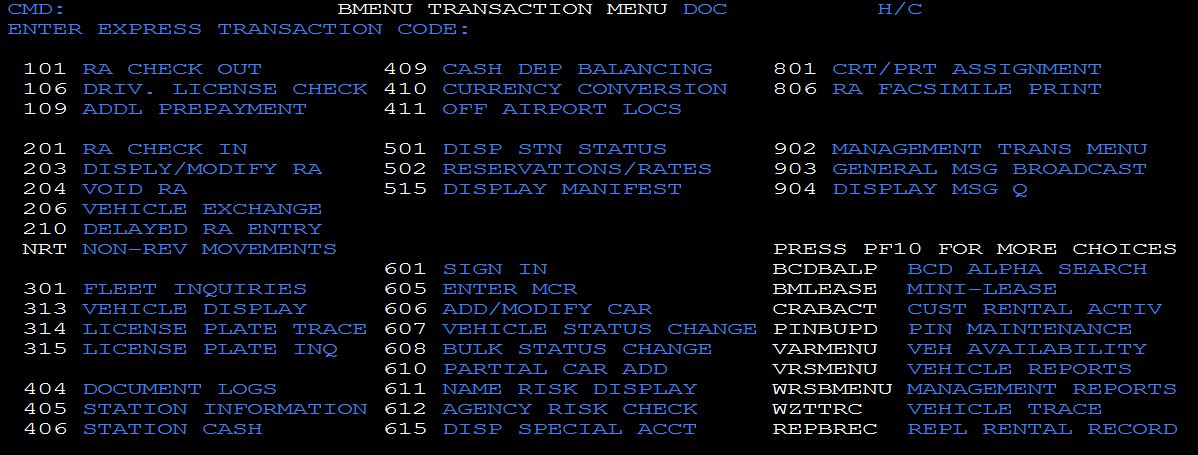 CMD: BMENU TRANSACTION MENU DOC H/C
ENTER EXPRESS TRANSACTION CODE:
101 RA CHECK OUT 409 CASH DEP BALANCING 801 CRT/PRT ASSIGNMENT
106 DRIV. LICENSE CHECK 410 CURRENCY CONVERSION 806 RA FACSIMILE PRINT
109 ADDL PREPAYMENT 411 OFF AIRPORT LOCS
201 RA CHECK IN 501 DISP STN STATUS 902 MANAGEMENT TRANS MENU
203 DISPLY/MODIFY RA 502 RESERVATIONS/RATES 903 GENERAL MSG BROADCAST
204 VOID RA 515 DISPLAY MANIFEST 904 DISPLAY MSG Q
206 VEHICLE EXCHANGE
210 DELAYED RA ENTRY
NRT NON-REV MOVEMENTS PRESS PF10 FOR MORE CHOICES
601 SIGN IN BCDBALP BCD ALPHA SEARCH
301 FLEET INQUIRIES 605 ENTER MCR BMLEASE MINI-LEASE
313 VEHICLE DISPLAY 606 ADD/MODIFY CAR CRABACT CUST RENTAL ACTIV
314 LICENSE PLATE TRACE 607 VEHICLE STATUS CHANGE PINBUPD PIN MAINTENANCE
315 LICENSE PLATE INQ 608 BULK STATUS CHANGE VARMENU VEH AVAILABILITY
610 PARTIAL CAR ADD VRSMENU VEHICLE REPORTS
404 DOCUMENT LOGS 611 NAME RISK DISPLAY WRSBMENU MANAGEMENT REPORTS
405 STATION INFORMATION 612 AGENCY RISK CHECK WZTTRC VEHICLE TRACE
406 STATION CASH 615 DISP SPECIAL ACCT REPBREC REPL RENTAL RECORD